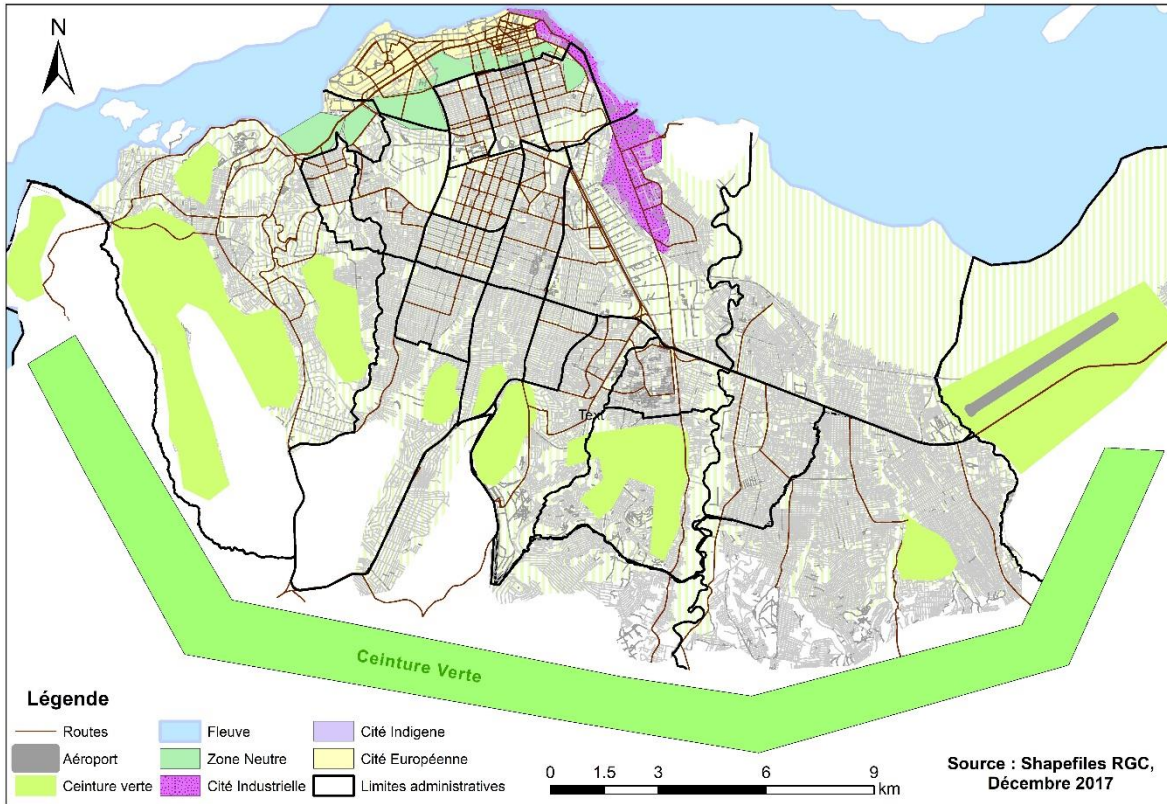 N
Text
Ceinture Verte
Légende
Routes
Aéroport
Ceinture verte
Fleuve
Zone Neutre
Cité Industrielle
Cité Indigene
Cité Européenne
Limites administratives
0 1.5 3 6 9
km
Source : Shapefiles RGC,
Décembre 2017